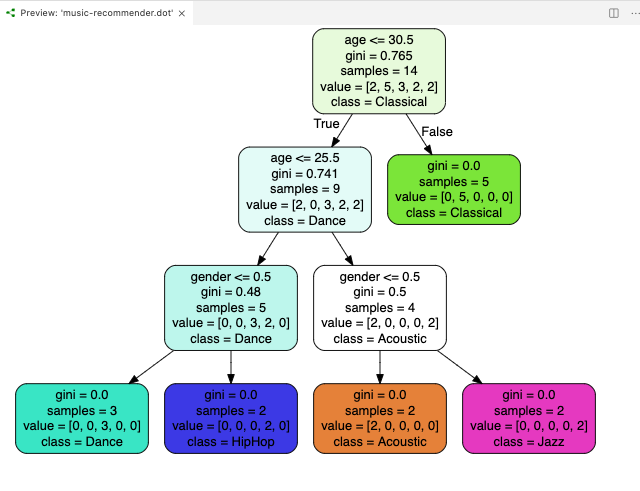 Preview: 'music-recommender.dot' ×
age <= 30.5
gini = 0.765
samples = 14
value = [2, 5, 3, 2, 2]
class = Classical
True
False
age <= 25.5
gini = 0.741
samples = 9
value = [2, 0, 3, 2, 2]
class = Dance
gini = 0.0
samples = 5
value = [0, 5, 0, 0, 0]
class = Classical
gender <= 0.5
gini = 0.48
samples = 5
value = [0, 0, 3, 2, 0]
class = Dance
gender <= 0.5
gini = 0.5
samples = 4
value = [2, 0, 0, 0, 2]
class = Acoustic
gini = 0.0
samples = 3
value = [0, 0, 3, 0, 0]
class = Dance
gini = 0.0
samples = 2
value = [0, 0, 0, 2, 0]
class = HipHop
gini = 0.0
samples = 2
value = [2, 0, 0, 0, 0]
class = Acoustic
gini = 0.0
samples = 2
value = [0, 0, 0, 0, 2]
class = Jazz